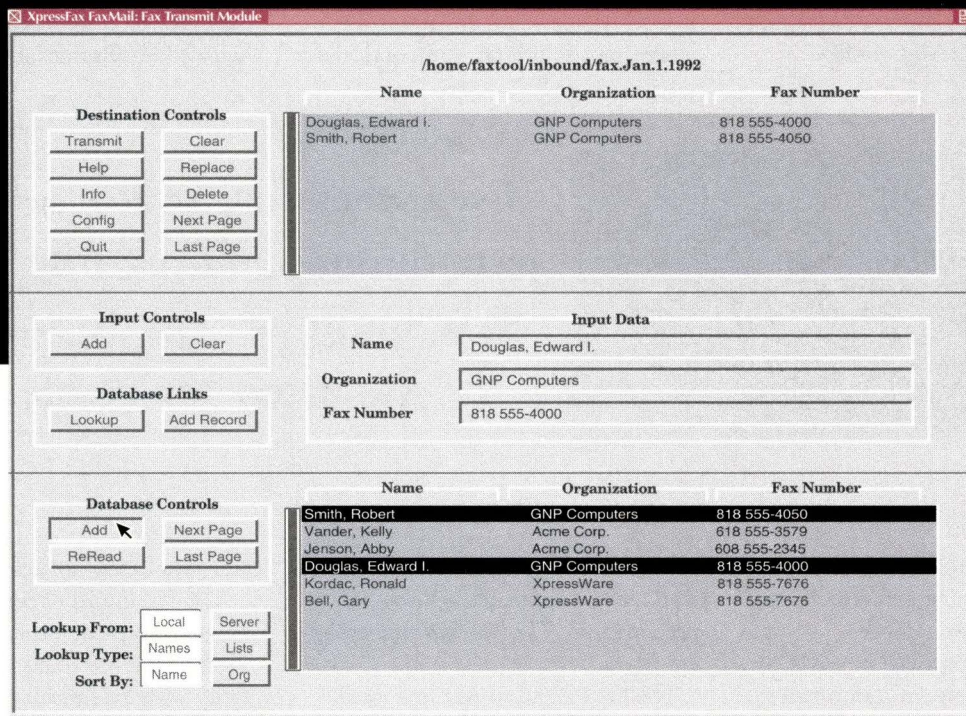 XpressFax FaxMail: Fax Transmit Module
/home/faxtool/inbound/fax.Jan.1.1992
Destination Controls
Transmit Clear
Help Replace
Info Delete
Config Next Page
Quit Last Page
Name Organization Fax Number
Douglas, Edward I. GNP Computers 818 555-4000
Smith, Robert GNP Computers 818 555-4050
Input Controls
Add Clear
Database Links
Lookup Add Record
Input Data
Name Douglas, Edward I.
Organization GNP Computers
Fax Number 818 555-4000
Database Controls
Add Next Page
ReRead Last Page
Lookup From: Local Server
Lookup Type: Names Lists
Sort By: Name Org
Name Organization Fax Number
Smith, Robert GNP Computers 818 555-4050
Vander, Kelly Acme Corp. 618 555-3579
Jenson, Abby Acme Corp. 608 555-2345
Douglas, Edward I. GNP Computers 818 555-4000
Kordac, Ronald XpressWare 818 555-7676
Bell, Gary XpressWare 818 555-7676